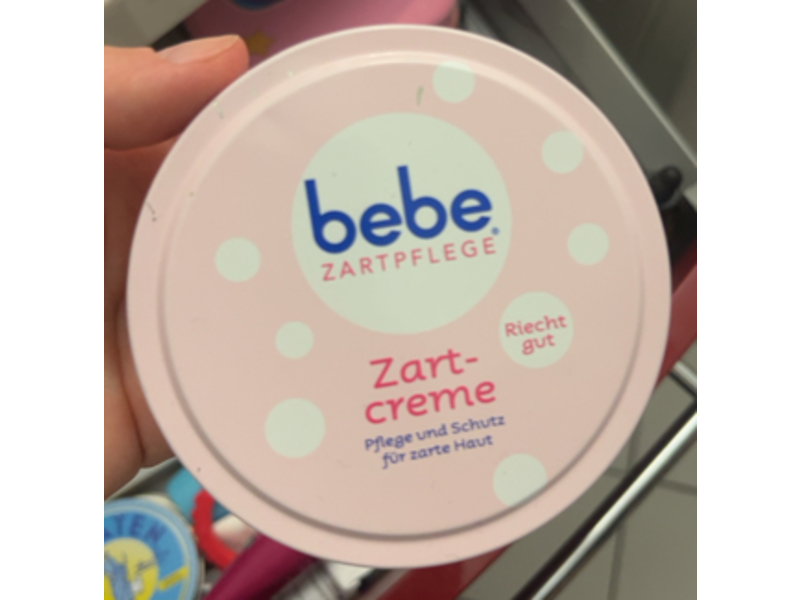 bebe®
ZARTPFLEGE
Riecht
gut
Zart-
creme
Pflege und Schutz
für zarte Haut